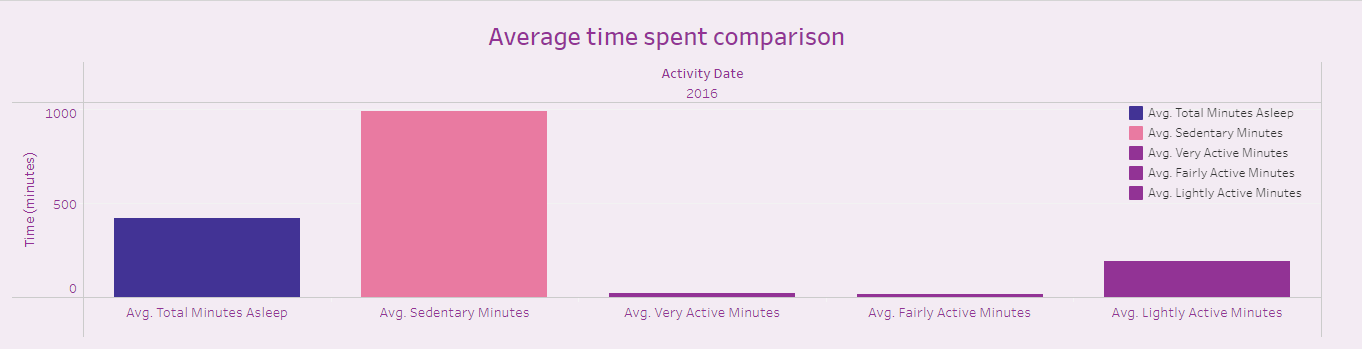 Average time spent comparison
Activity Date
2016
1000
500
0
Time (minutes)
Avg. Total Minutes Asleep
Avg. Sedentary Minutes
Avg. Very Active Minutes
Avg. Fairly Active Minutes
Avg. Lightly Active Minutes
Avg. Total Minutes Asleep
Avg. Sedentary Minutes
Avg. Very Active Minutes
Avg. Fairly Active Minutes
Avg. Lightly Active Minutes